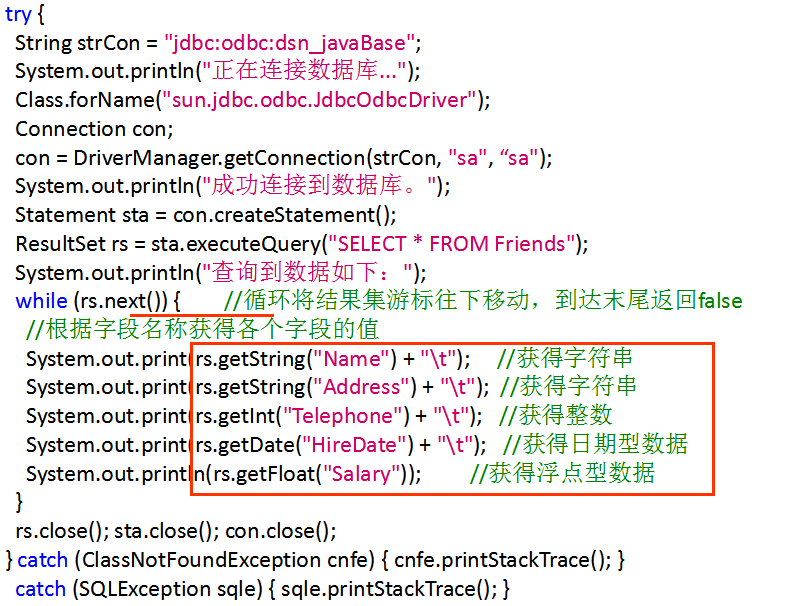 try {
String strCon = "jdbc:odbc:dsn_javaBase";
System.out.println("正在连接数据库...");
Class.forName("sun.jdbc.odbc.JdbcOdbcDriver");
Connection con;
con = DriverManager.getConnection(strCon, "sa", “sa");
System.out.println("成功连接到数据库。");
Statement sta = con.createStatement();
ResultSet rs = sta.executeQuery("SELECT * FROM Friends");
System.out.println("查询到数据如下：");
while (rs.next()) { //循环将结果集游标往下移动，到达末尾返回false
//根据字段名称获得各个字段的值
System.out.print(rs.getString("Name") + "\t"); //获得字符串
System.out.print(rs.getString("Address") + "\t"); //获得字符串
System.out.print(rs.getInt("Telephone") + "\t"); //获得整数
System.out.print(rs.getDate("HireDate") + "\t"); //获得日期型数据
System.out.println(rs.getFloat("Salary")); //获得浮点型数据
}
rs.close(); sta.close(); con.close();
} catch (ClassNotFoundException cnfe) { cnfe.printStackTrace(); }
catch (SQLException sqle) { sqle.printStackTrace(); }